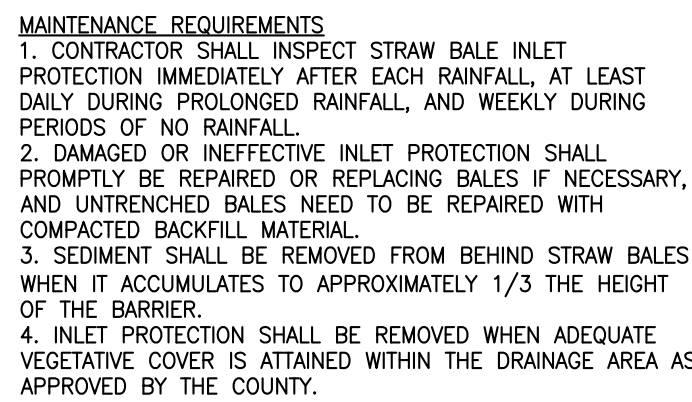 MAINTENANCE REQUIREMENTS
1. CONTRACTOR SHALL INSPECT STRAW BALE INLET
PROTECTION IMMEDIATELY AFTER EACH RAINFALL, AT LEAST
DAILY DURING PROLONGED RAINFALL, AND WEEKLY DURING
PERIODS OF NO RAINFALL.
2. DAMAGED OR INEFFECTIVE INLET PROTECTION SHALL
PROMPTLY BE REPAIRED OR REPLACING BALES IF NECESSARY,
AND UNTRENCHED BALES NEED TO BE REPAIRED WITH
COMPACTED BACKFILL MATERIAL.
3. SEDIMENT SHALL BE REMOVED FROM BEHIND STRAW BALES
WHEN IT ACCUMULATES TO APPROXIMATELY 1/3 THE HEIGHT
OF THE BARRIER.
4. INLET PROTECTION SHALL BE REMOVED WHEN ADEQUATE
VEGETATIVE COVER IS ATTAINED WITHIN THE DRAINAGE AREA AS
APPROVED BY THE COUNTY.